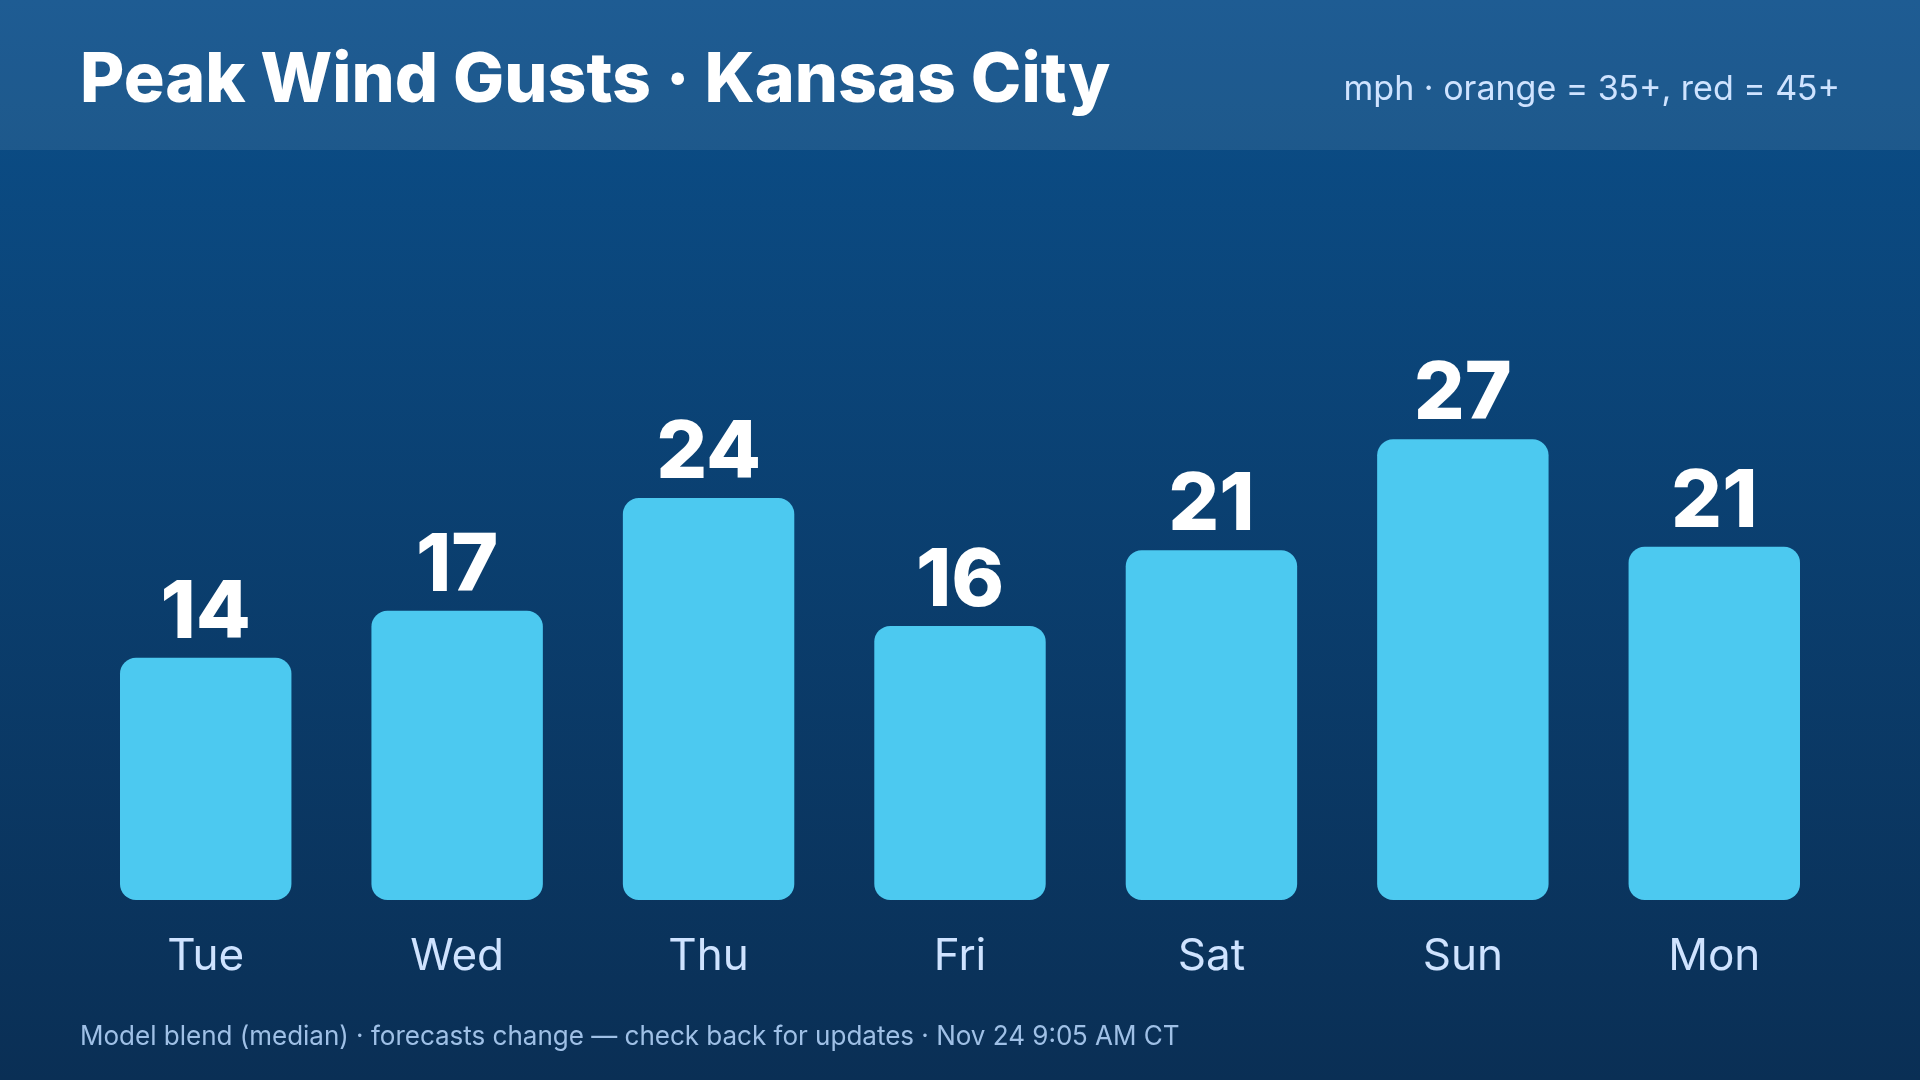 Peak Wind Gusts · Kansas City
mph · orange = 35+, red = 45+
14
17
24
16
21
27
21
Tue
Wed
Thu
Fri
Sat
Sun
Mon
Model blend (median) · forecasts change — check back for updates · Nov 24 9:05 AM CT